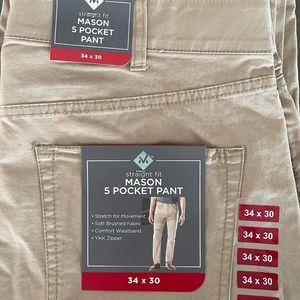 straight fit
MASON
5 POCKET
PANT
34 x 30
straight fit
MASON
5 POCKET PANT
• Stretch for Movement
• Soft Brushed Fabric
• Comfort Waistband
• YKK Zipper
34 x 30
34 x 30
34 x 30
34 x 30
34 x 30
34 x 30